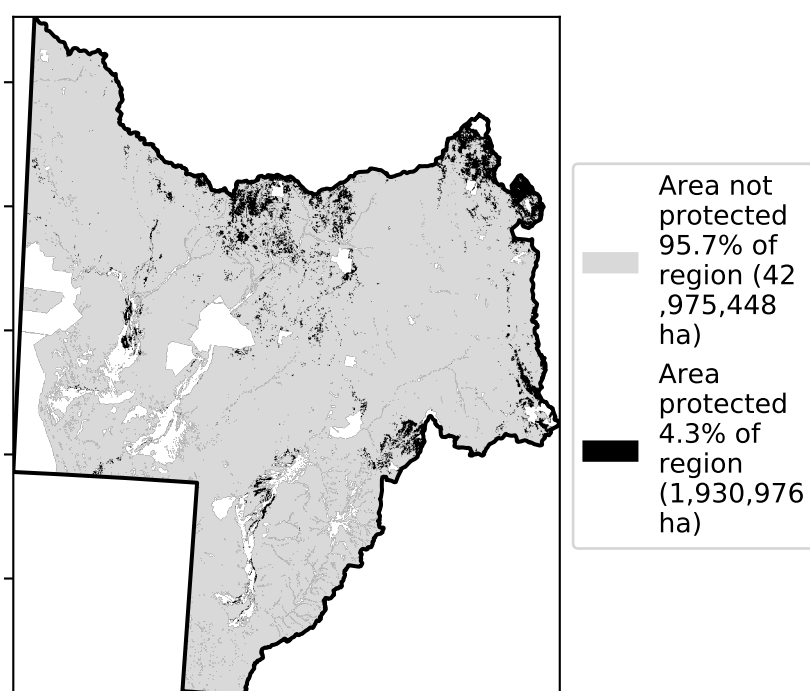 Area not
protected
95.7% of
region (42
,975,448
ha)
Area
protected
4.3% of
region
(1,930,976
ha)